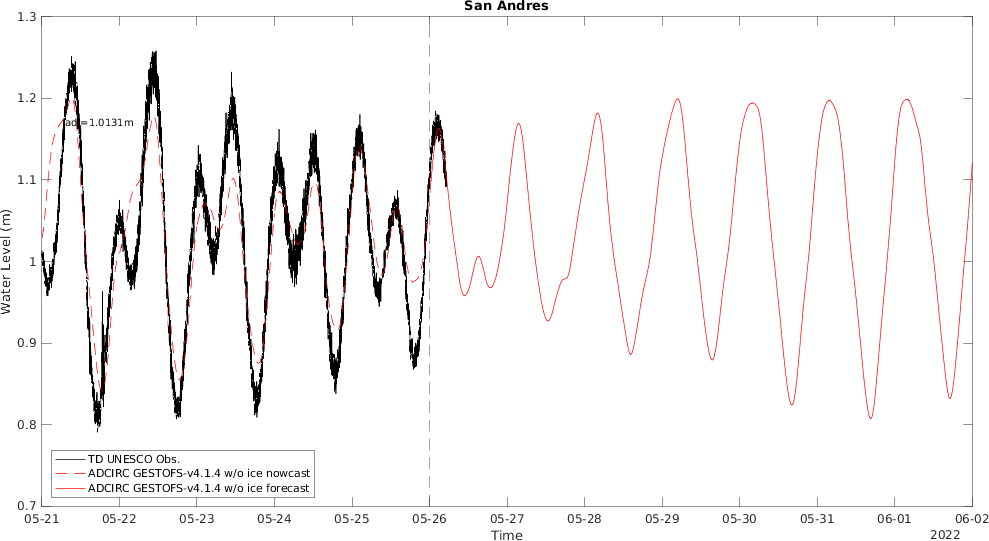 San Andres
1.3
1.2
1.1
1
0.9
0.8
0.7
Water Level (m)
ad =1.0131m
TD UNESCO Obs.
ADCIRC GESTOFS-v4.1.4 w/o ice nowcast
ADCIRC GESTOFS-v4.1.4 w/o ice forecast
05-21 05-22 05-23 05-24 05-25 05-26 05-27 05-28 05-29 05-30 05-31 06-01 06-02
Time
2022